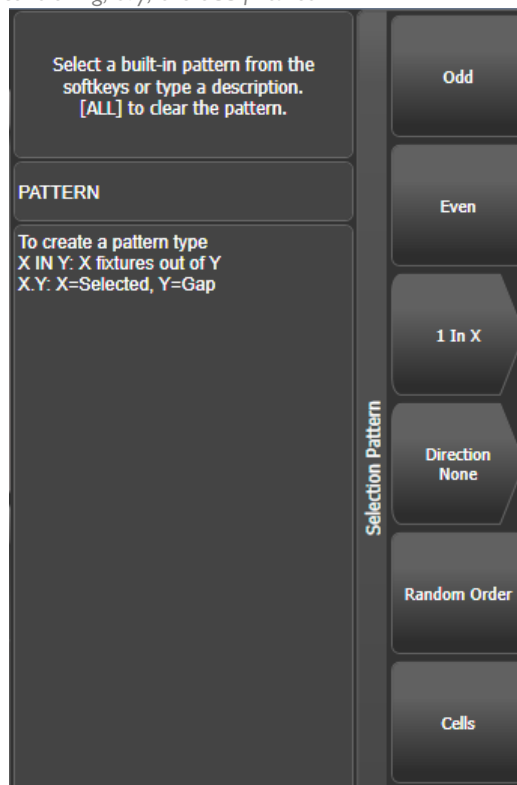 Select a built-in pattern from the
softkeys or type a description.
[ALL] to clear the pattern.
PATTERN
To create a pattern type
X IN Y: X fixtures out of Y
X.Y: X=Selected, Y=Gap
Selection Pattern
Odd
Even
1 In X
Direction
None
Random Order
Cells